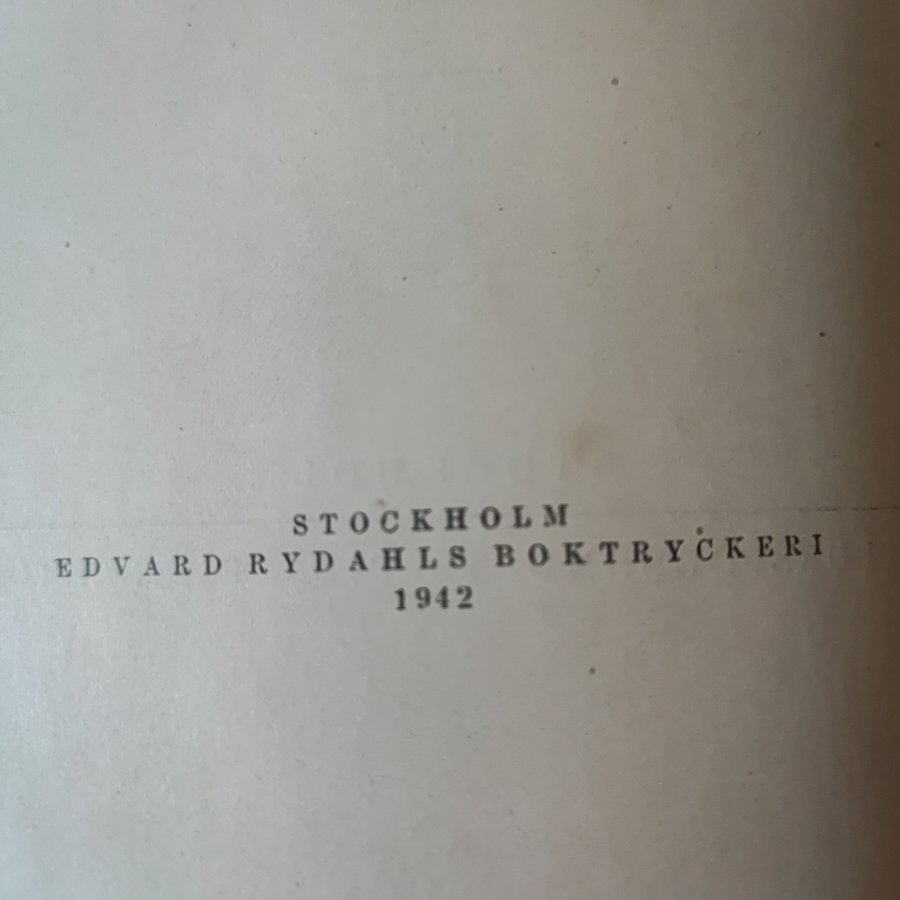 STOCKHOLM
EDVARD RYDAHLS BOKTRYCKERI
1942